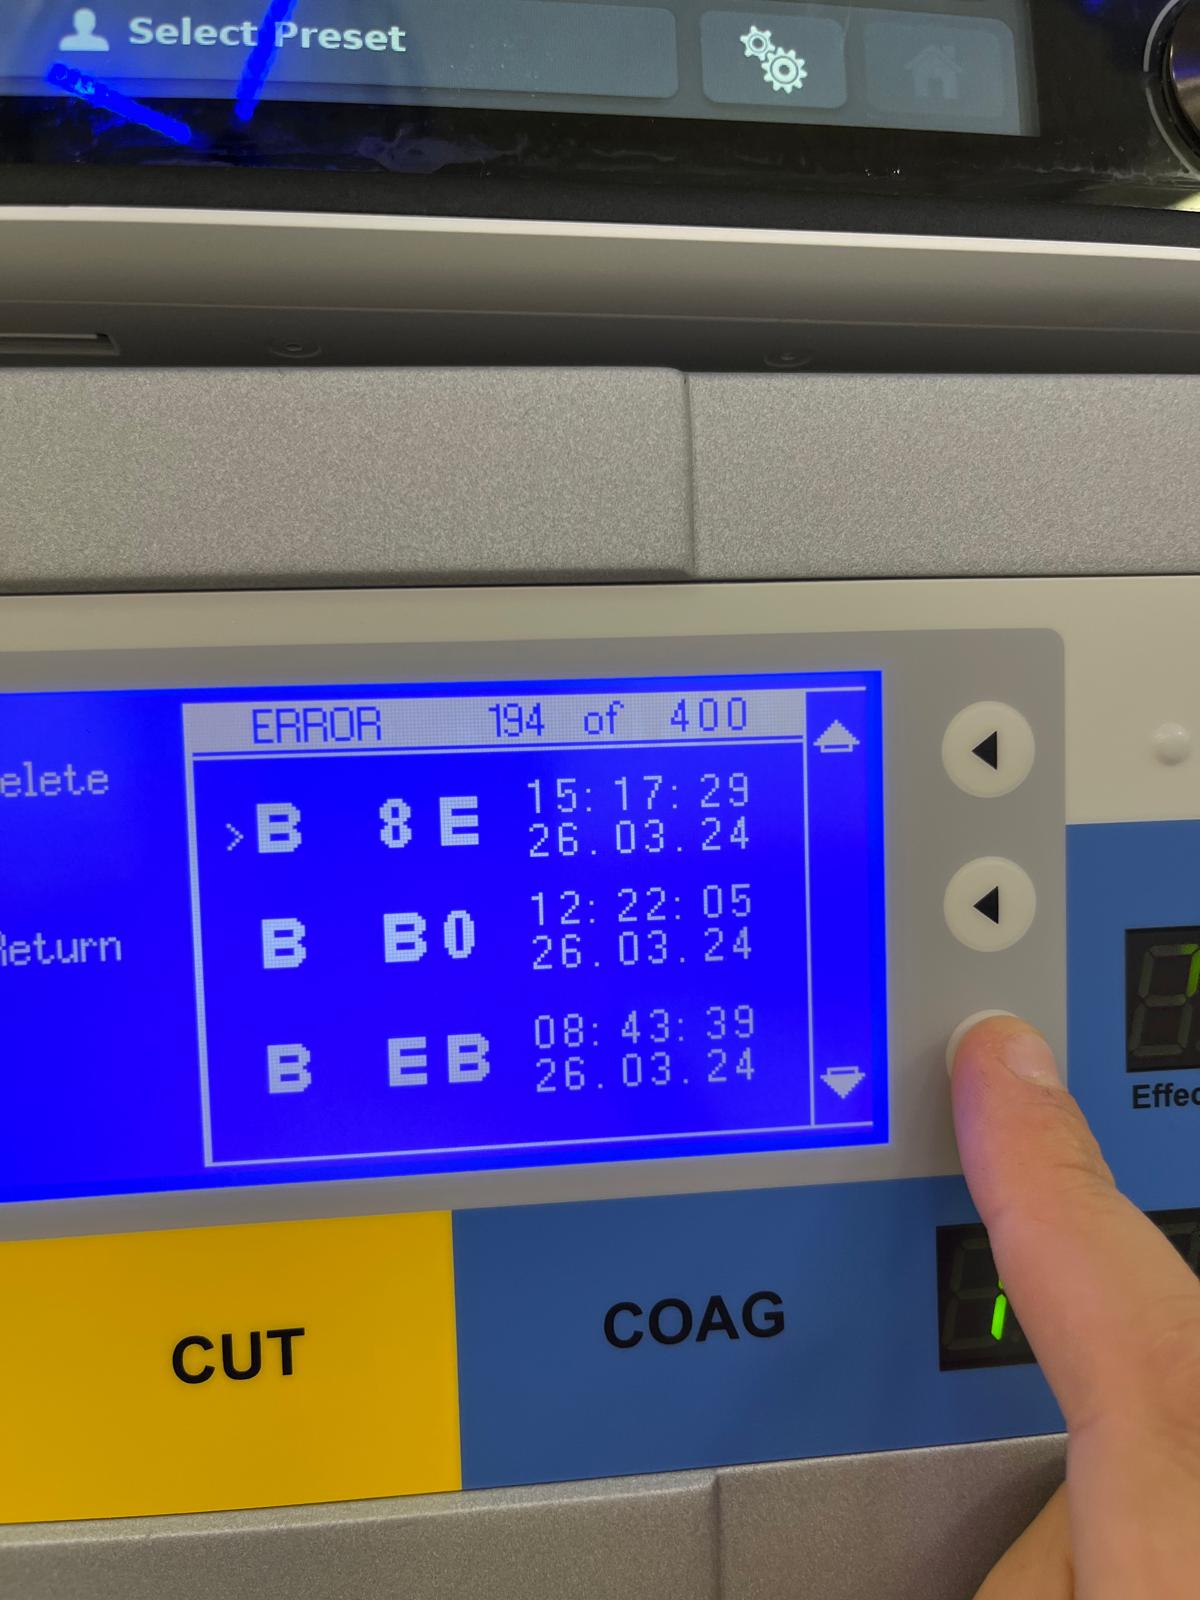 Select Preset
ERROR 194 of 400
elete
>B 8E 15:17:29
26.03.24
Return
B B0 12:22:05
26.03.24
B EB 08:43:39
26.03.24
Effec
CUT
COAG